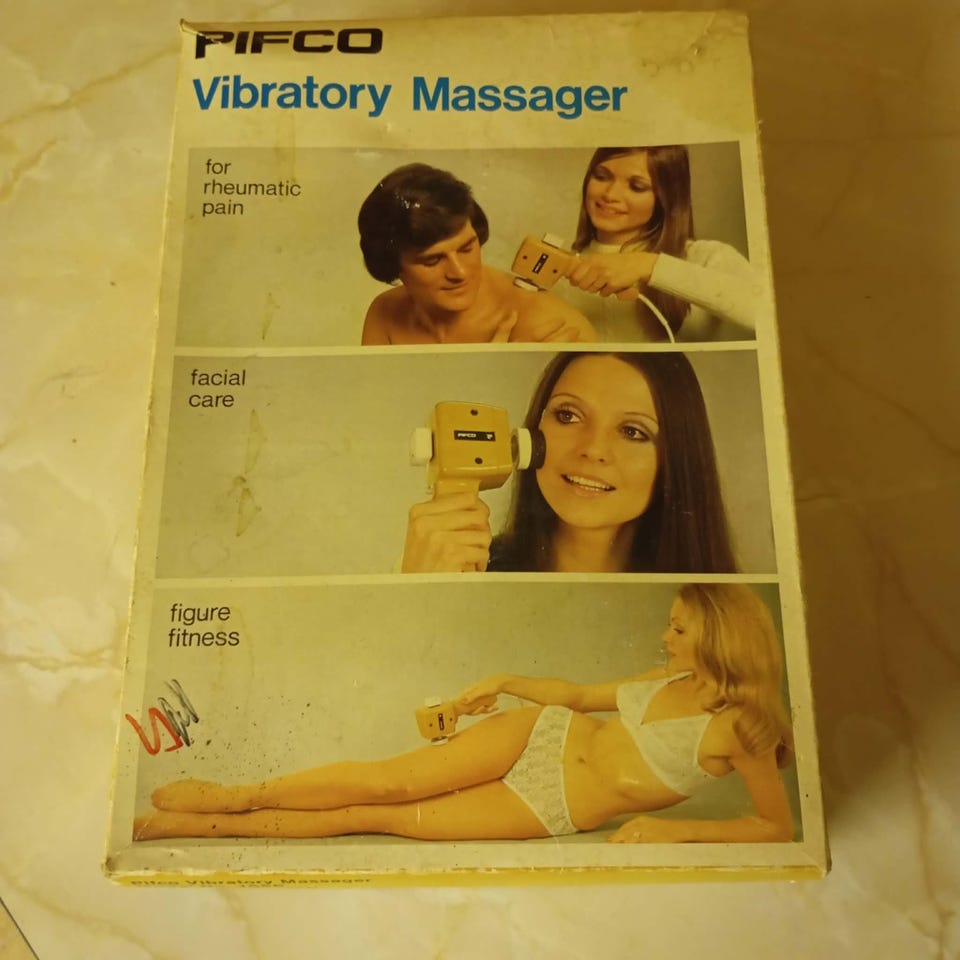 PIFCO
Vibratory Massager
for
rheumatic
pain
facial
care
PIFCO
figure
fitness
Pifco Vibratory Massager